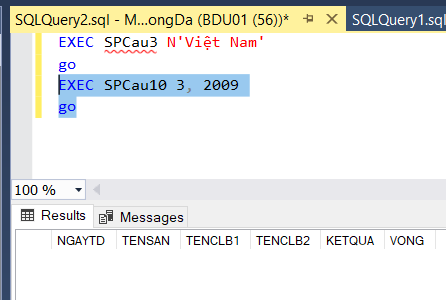 SQLQuery2.sql - M...ongDa (BDU01 (56))* SQLQuery1.sq
EXEC SPCau3 N'Việt Nam'
go
EXEC SPCau10 3, 2009
go
100 %
Results Messages
NGAYTD TENSAN TENCLB1 TENCLB2 KETQUA VONG